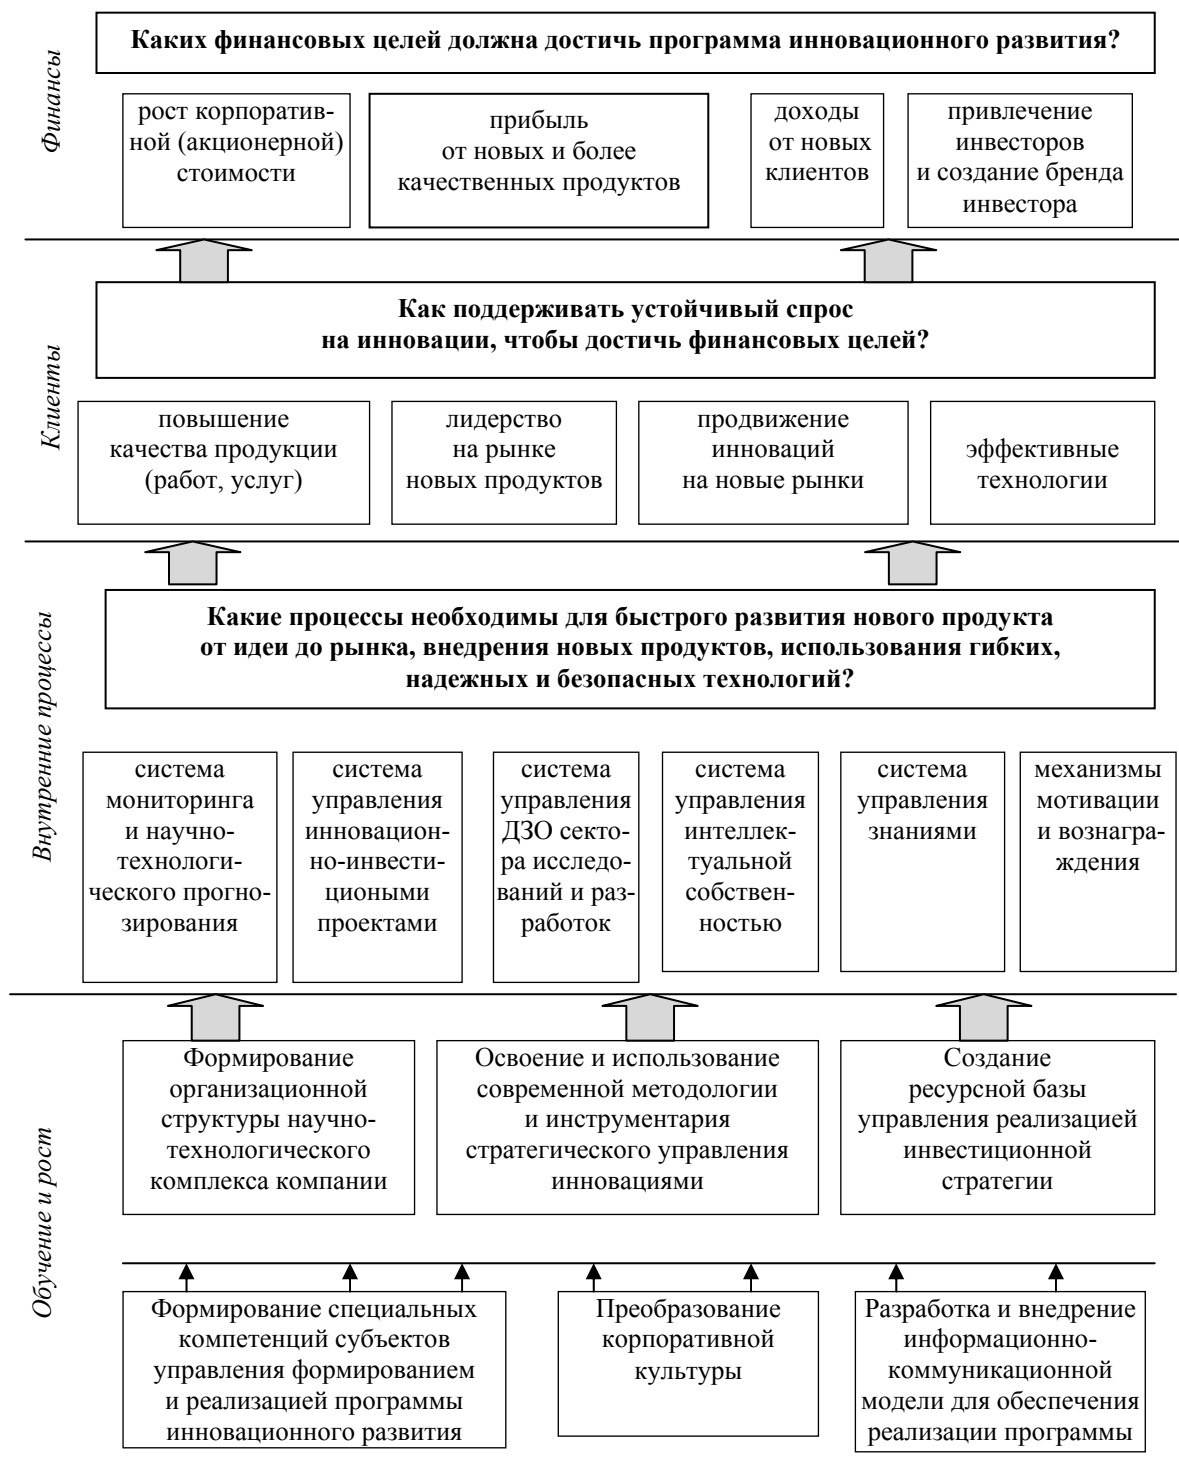 Финансы
Каких финансовых целей должна достичь программа инновационного развития?
рост корпоратив-
ной (акционерной)
стоимости
прибыль
от новых и более
качественных продуктов
доходы
от новых
клиентов
привлечение
инвесторов
и создание бренда
инвестора
Клиенты
Как поддерживать устойчивый спрос
на инновации, чтобы достичь финансовых целей?
повышение
качества продукции
(работ, услуг)
лидерство
на рынке
новых продуктов
продвижение
инноваций
на новые рынки
эффективные
технологии
Внутренние процессы
Какие процессы необходимы для быстрого развития нового продукта
от идеи до рынка, внедрения новых продуктов, использования гибких,
надежных и безопасных технологий?
система
мониторинга
и научно-
технологи-
ческого прогно-
зирования
система
управления
инновацион-
но-инвести-
циоными
проектами
система
управления
ДЗО секто-
ра исследо-
ваний и раз-
работок
система
управления
интеллек-
туальной
собствен-
ностью
система
управления
знаниями
механизмы
мотивации
и вознагра-
ждения
Обучение и рост
Формирование
организационной
структуры научно-
технологического
комплекса компании
Освоение и использование
современной методологии
и инструментария
стратегического управления
инновациями
Создание
ресурсной базы
управления реализацией
инвестиционной
стратегии
Формирование специальных
компетенций субъектов
управления формированием
и реализацией программы
инновационного развития
Преобразование
корпоративной
культуры
Разработка и внедрение
информационно-
коммуникационной
модели для обеспечения
реализации программы